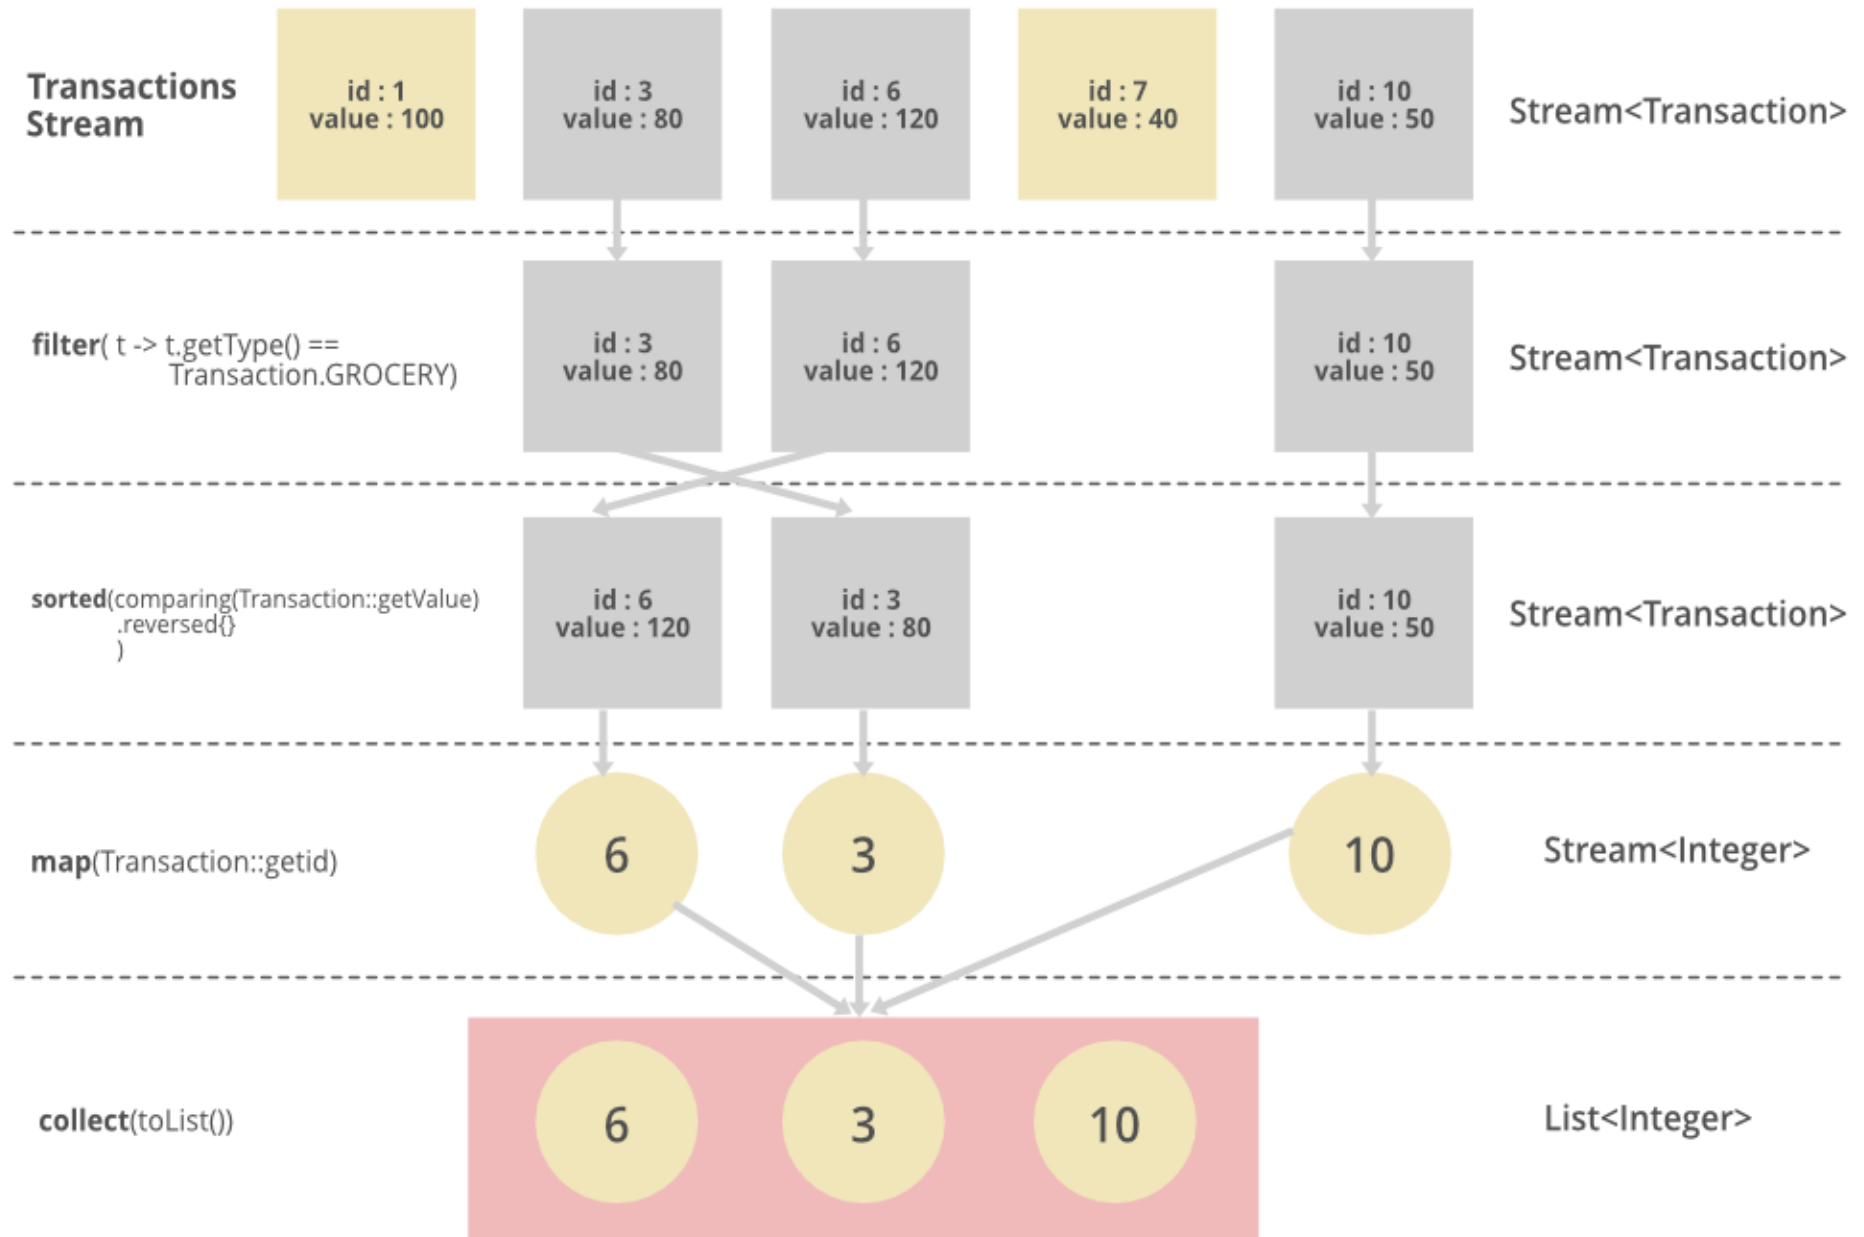 Transactions
Stream
id : 1
value : 100
id : 3
value : 80
id : 6
value : 120
id : 7
value : 40
id : 10
value : 50
Stream<Transaction>
filter( t -> t.getType() ==
Transaction.GROCERY)
id : 3
value : 80
id : 6
value : 120
id : 10
value : 50
Stream<Transaction>
sorted(comparing(Transaction::getValue)
.reversed{}
)
id : 6
value : 120
id : 3
value : 80
id : 10
value : 50
Stream<Transaction>
map(Transaction::getid)
6
3
10
Stream<Integer>
collect(toList())
6
3
10
List<Integer>